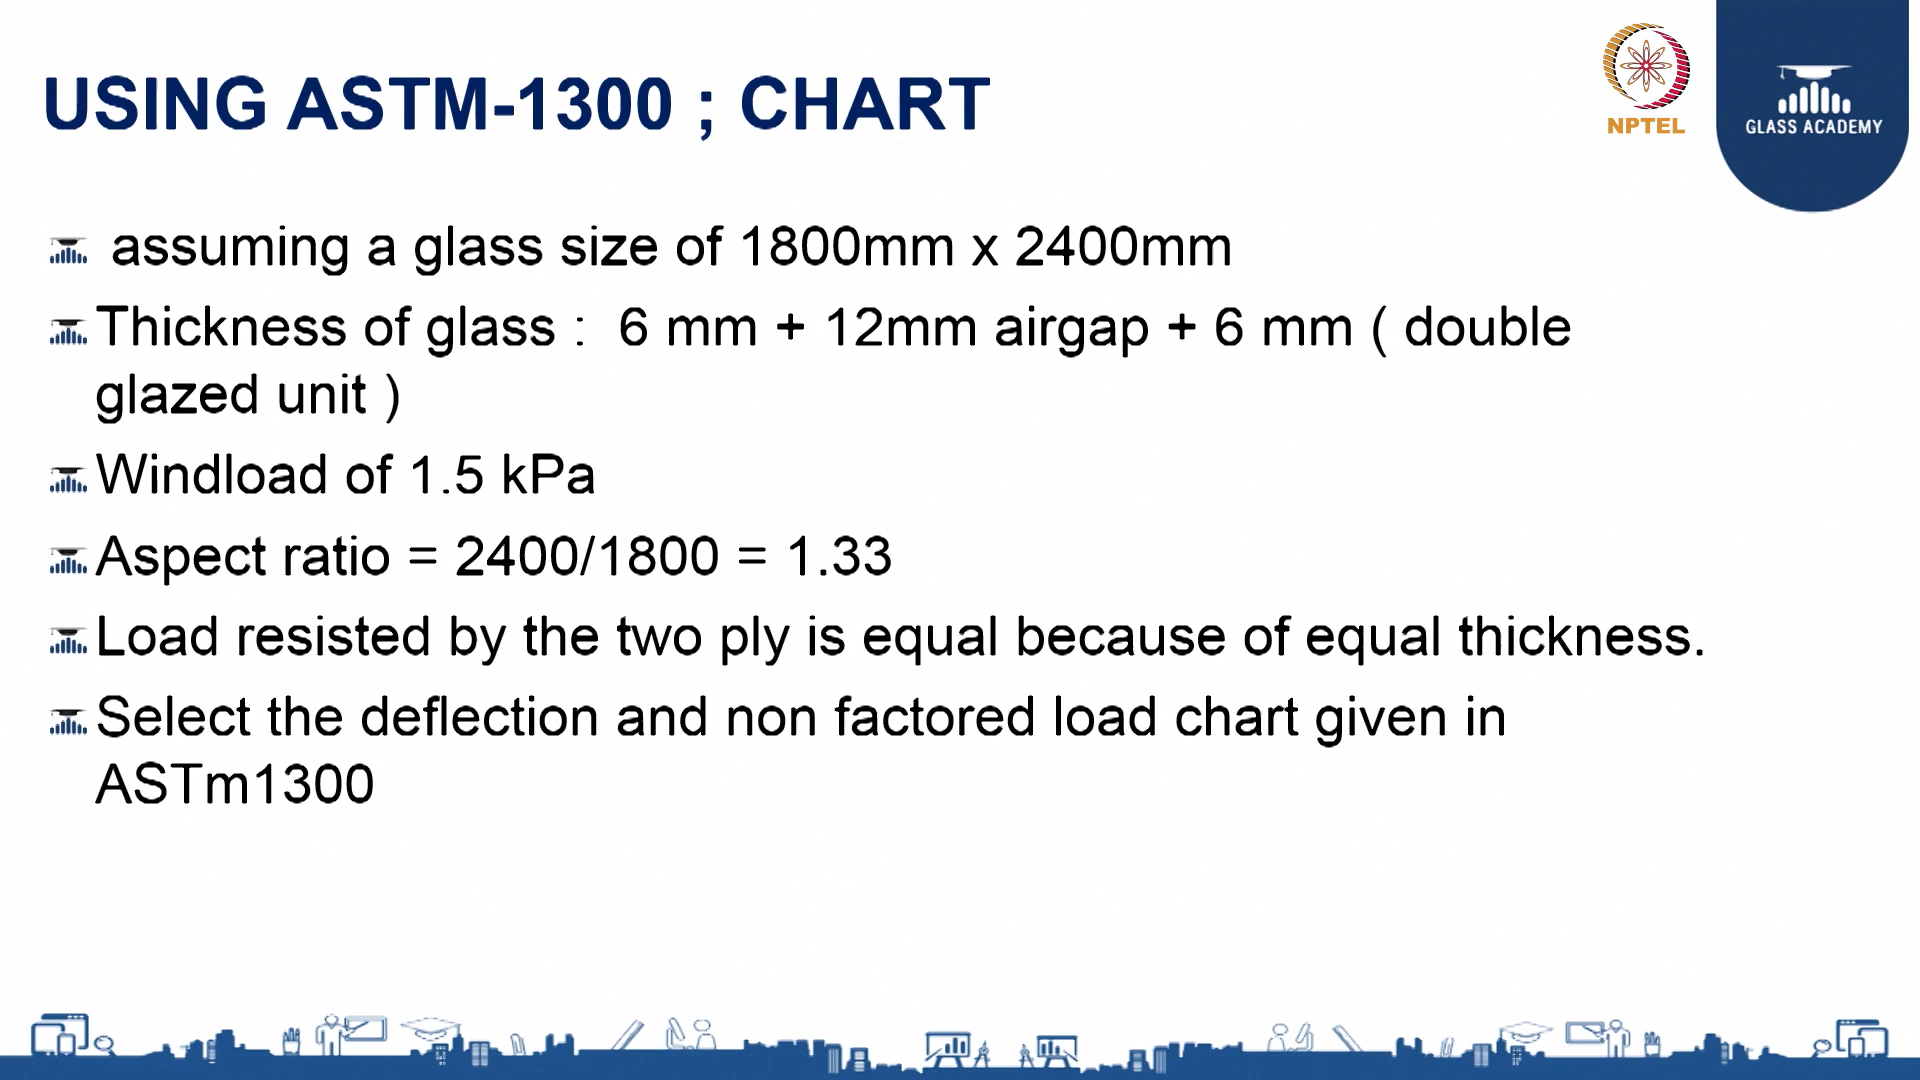 USING ASTM-1300 ; CHART
NPTEL
GLASS ACADEMY
assuming a glass size of 1800mm x 2400mm
Thickness of glass : 6 mm + 12mm airgap + 6 mm ( double
glazed unit )
Windload of 1.5 kPa
Aspect ratio = 2400/1800 = 1.33
Load resisted by the two ply is equal because of equal thickness.
Select the deflection and non factored load chart given in
ASTm1300